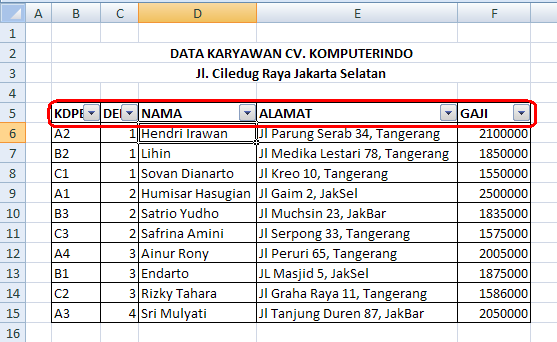 A B C D E F
1
2 DATA KARYAWAN CV. KOMPUTERINDO
3 Jl. Ciledug Raya Jakarta Selatan
4
5 KDPE DEI NAMA ALAMAT GAJI
6 A2 1 Hendri Irawan Jl Parung Serab 34, Tangerang 2100000
7 B2 1 Lihin Jl Medika Lestari 78, Tangerang 1850000
8 C1 1 Sovan Dianarto Jl Kreo 10, Tangerang 1550000
9 A1 2 Humisar Hasugian Jl Gaim 2, JakSel 2500000
10 B3 2 Satrio Yudho Jl Muchsin 23, JakBar 1835000
11 C3 2 Safrina Amini Jl Serpong 33, Tangerang 1575000
12 A4 3 Ainur Rony Jl Peruri 65, Tangerang 2005000
13 B1 3 Endarto JL Masjid 5, JakSel 1875000
14 C2 3 Rizky Tahara Jl Graha Raya 11, Tangerang 1586000
15 A3 4 Sri Mulyati Jl Tanjung Duren 87, JakBar 2050000
16